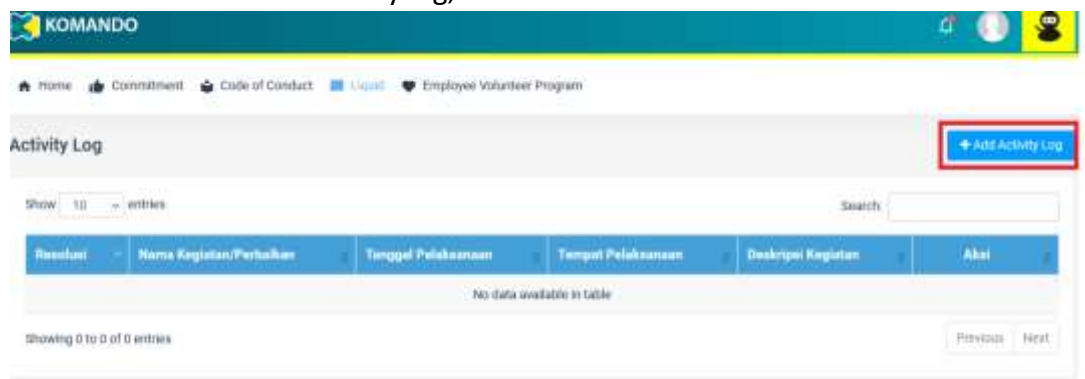 KOMANDO
Home Commitment Code of Conduct Liquid Employee Volunteer Program
Activity Log
+ Add Activity Log
Show 10 entries
Search:
Resolusi Nama Kegiatan/Perbaikan Tanggal Pelaksanaan Tempat Pelaksanaan Deskripsi Kegiatan Aksi
No data available in table
Showing 0 to 0 of 0 entries
Previous Next